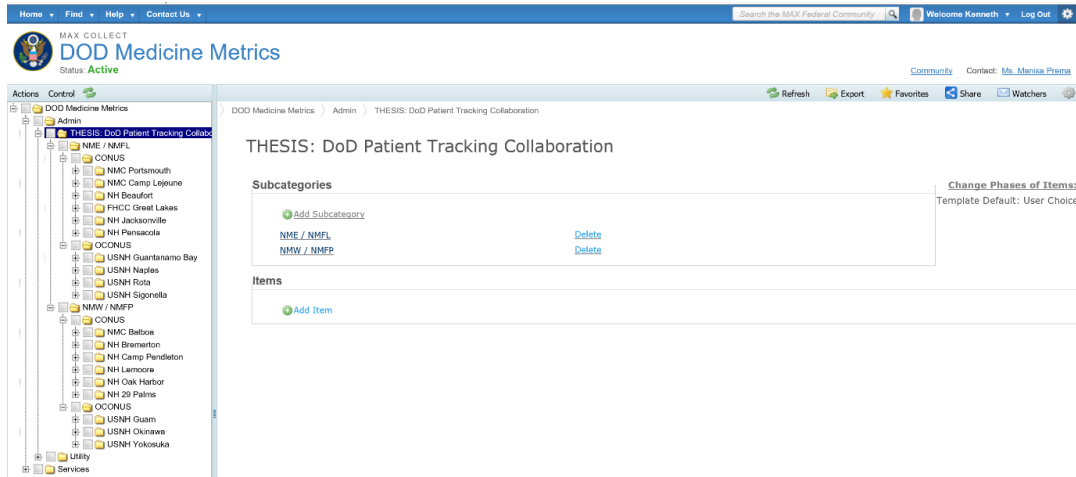 Home Find Help Contact Us Search the MAX Federal Community Welcome Kenneth Log Out
MAX COLLECT
DOD Medicine Metrics
Status: Active
Community Contact: Ms. Manisa Prema
Actions Control Refresh Export Favorites Share Watchers
DOD Medicine Metrics
Admin
THESIS: DoD Patient Tracking Collabo
NME / NMFL
CONUS
NMC Portsmouth
NMC Camp Lejeune
NH Beaufort
FHCC Great Lakes
NH Jacksonville
NH Pensacola
OCONUS
USNH Guantanamo Bay
USNH Naples
USNH Rota
USNH Sigonella
NMW / NMFP
CONUS
NMC Balboa
NH Bremerton
NH Camp Pendleton
NH Lemoore
NH Oak Harbor
NH 29 Palms
OCONUS
USNH Guam
USNH Okinawa
USNH Yokosuka
Utility
Services
DOD Medicine Metrics Admin THESIS: DoD Patient Tracking Collaboration
THESIS: DoD Patient Tracking Collaboration
Subcategories
Add Subcategory
NME / NMFL Delete
NMW / NMFP Delete
Items
Add Item
Change Phases of Items:
Template Default: User Choice